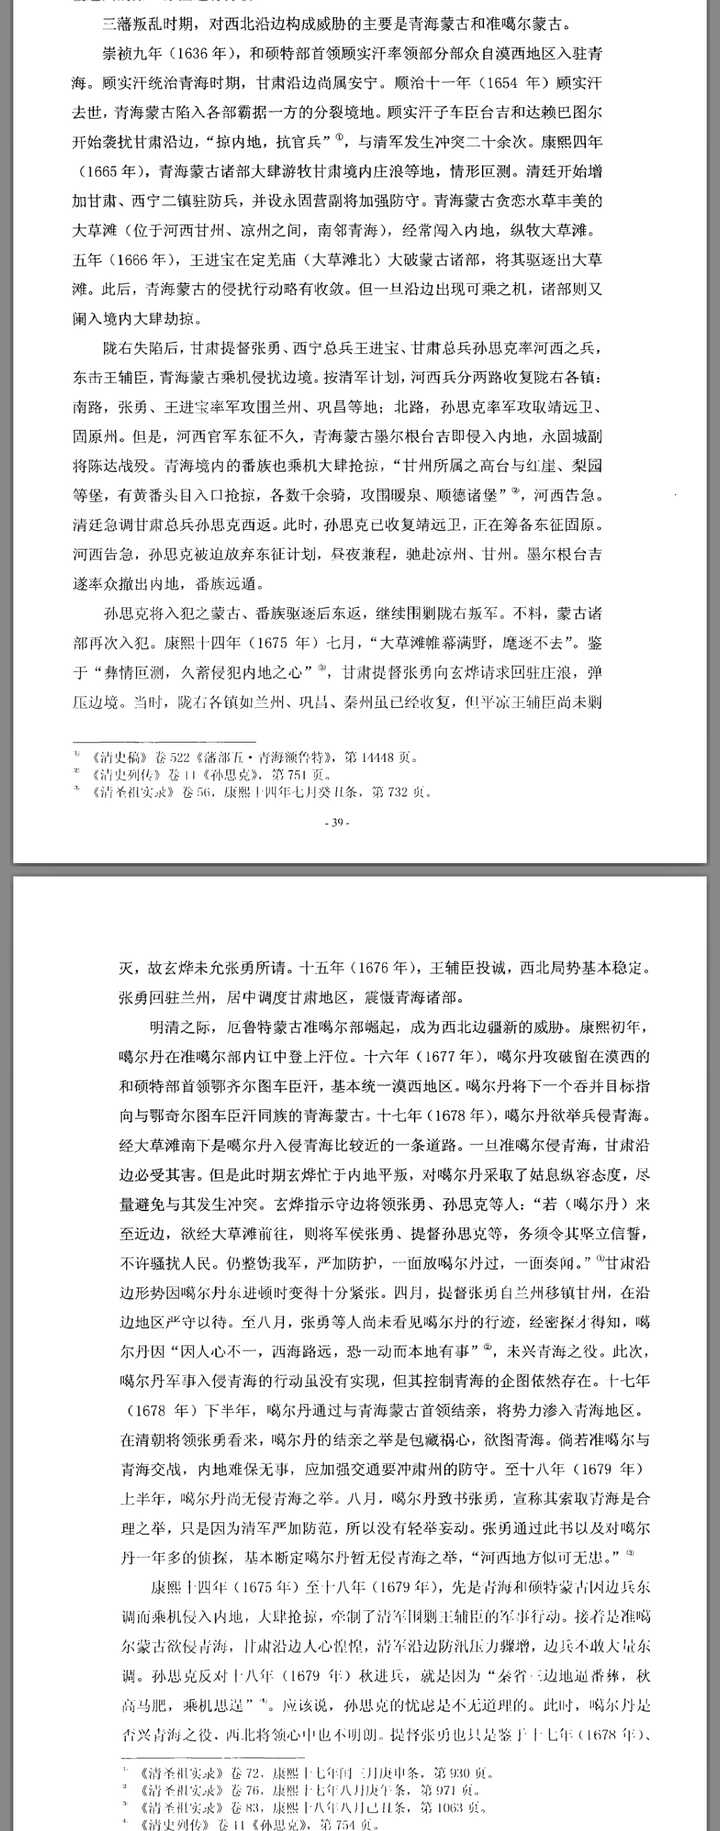 三藩叛乱时期，对西北沿边构成威胁的主要是青海蒙古和准噶尔蒙古。
崇祯九年（1636 年），和硕特部首领顾实汗率领部分部众自漠西地区入驻青
海。顾实汗统治青海时期，甘肃沿边尚属安宁。顺治十一年（1654 年）顾实汗
去世，青海蒙古陷入各部霸据一方的分裂境地。顾实汗子车臣台吉和达赖巴图尔
开始袭扰甘肃沿边，“掠内地，抗官兵”①，与清军发生冲突二十余次。康熙四年
（1665 年），青海蒙古诸部大肆游牧甘肃境内庄浪等地，情形叵测。清廷开始增
加甘肃、西宁二镇驻防兵，并设永固营副将加强防守。青海蒙古贪恋水草丰美的
大草滩（位于河西甘州、凉州之间，南邻青海），经常闯入内地，纵牧大草滩。
五年（1666 年），王进宝在定羌庙（大草滩北）大破蒙古诸部，将其驱逐出大草
滩。此后，青海蒙古的侵扰行动略有收敛。但一旦沿边出现可乘之机，诸部则又
阑入境内大肆劫掠。
陇右失陷后，甘肃提督张勇、西宁总兵王进宝、甘肃总兵孙思克率河西之兵，
东击王辅臣，青海蒙古乘机侵扰边境。按清军计划，河西兵分两路收复陇右各镇：
南路，张勇、王进宝率军攻围兰州、巩昌等地；北路，孙思克率军攻取靖远卫、
固原州。但是，河西官军东征不久，青海蒙古墨尔根台吉即侵入内地，永固城副
将陈达战殁。青海境内的番族也乘机大肆抢掠，“甘州所属之高台与红崖、梨园
等堡，有黄番头目入口抢掠，各数千余骑，攻围暖泉、顺德诸堡”②，河西告急。
清廷急调甘肃总兵孙思克西返。此时，孙思克已收复靖远卫，正在筹备东征固原。
河西告急，孙思克被迫放弃东征计划，昼夜兼程，驰赴凉州、甘州。墨尔根台吉
遂率众撤出内地，番族远遁。
孙思克将入犯之蒙古、番族驱逐后东返，继续围剿陇右叛军。不料，蒙古诸
部再次入犯。康熙十四年（1675 年）七月，“大草滩帷幕满野，麾逐不去”。鉴
于“彝情叵测，久蓄侵犯内地之心”③，甘肃提督张勇向玄烨请求回驻庄浪，弹
压边境。当时，陇右各镇如兰州、巩昌、秦州虽已经收复，但平凉王辅臣尚未剿
① 《清史稿》卷 522《藩部五·青海额鲁特》，第 14448 页。
② 《清史列传》卷 11《孙思克》，第 751 页。
③ 《清圣祖实录》卷 56，康熙十四年七月癸丑条，第 732 页。
- 39 -
灭，故玄烨未允张勇所请。十五年（1676 年），王辅臣投诚，西北局势基本稳定。
张勇回驻兰州，居中调度甘肃地区，震慑青海诸部。
明清之际，厄鲁特蒙古准噶尔部崛起，成为西北边疆新的威胁。康熙初年，
噶尔丹在准噶尔部内讧中登上汗位。十六年（1677 年），噶尔丹攻破留在漠西的
和硕特部首领鄂齐尔图车臣汗，基本统一漠西地区。噶尔丹将下一个吞并目标指
向与鄂奇尔图车臣汗同族的青海蒙古。十七年（1678 年），噶尔丹欲举兵侵青海。
经大草滩南下是噶尔丹入侵青海比较近的一条道路。一旦准噶尔侵青海，甘肃沿
边必受其害。但是此时期玄烨忙于内地平叛，对噶尔丹采取了姑息纵容态度，尽
量避免与其发生冲突。玄烨指示守边将领张勇、孙思克等人：“若（噶尔丹）来
至近边，欲经大草滩前往，则将军侯张勇、提督孙思克等，务须令其坚立信誓，
不许骚扰人民。仍整饬我军，严加防护，一面放噶尔丹过，一面奏闻。”①甘肃沿
边形势因噶尔丹东进顿时变得十分紧张。四月，提督张勇自兰州移镇甘州，在沿
边地区严守以待。至八月，张勇等人尚未看见噶尔丹的行迹，经密探才得知，噶
尔丹因“因人心不一，西海路远，恐一动而本地有事”②，未兴青海之役。此次，
噶尔丹军事入侵青海的行动虽没有实现，但其控制青海的企图依然存在。十七年
（1678 年）下半年，噶尔丹通过与青海蒙古首领结亲，将势力渗入青海地区。
在清朝将领张勇看来，噶尔丹的结亲之举是包藏祸心，欲图青海。倘若准噶尔与
青海交战，内地难保无事，应加强交通要冲肃州的防守。至十八年（1679 年）
上半年，噶尔丹尚无侵青海之举。八月，噶尔丹致书张勇，宣称其索取青海是合
理之举，只是因为清军严加防范，所以没有轻举妄动。张勇通过此书以及对噶尔
丹一年多的侦探，基本断定噶尔丹暂无侵青海之举，“河西地方似可无患。”③
康熙十四年（1675 年）至十八年（1679 年），先是青海和硕特蒙古因边兵东
调而乘机侵入内地，大肆抢掠，牵制了清军围剿王辅臣的军事行动。接着是准噶
尔蒙古欲侵青海，甘肃沿边人心惶惶，清军沿边防汛压力骤增，边兵不敢大量东
调。孙思克反对十八年（1679 年）秋进兵，就是因为“秦省三边地逼番彝，秋
高马肥，乘机思逞”④。应该说，孙思克的忧虑是不无道理的。此时，噶尔丹是
否兴青海之役，西北将领心中也不明朗。提督张勇也只是鉴于十七年（1678 年）、
① 《清圣祖实录》卷 72，康熙十七年闰三月庚申条，第 930 页。
② 《清圣祖实录》卷 76，康熙十七年八月庚午条，第 971 页。
③ 《清圣祖实录》卷 83，康熙十八年八月己丑条，第 1063 页。
④ 《清史列传》卷 11《孙思克》，第 754 页。